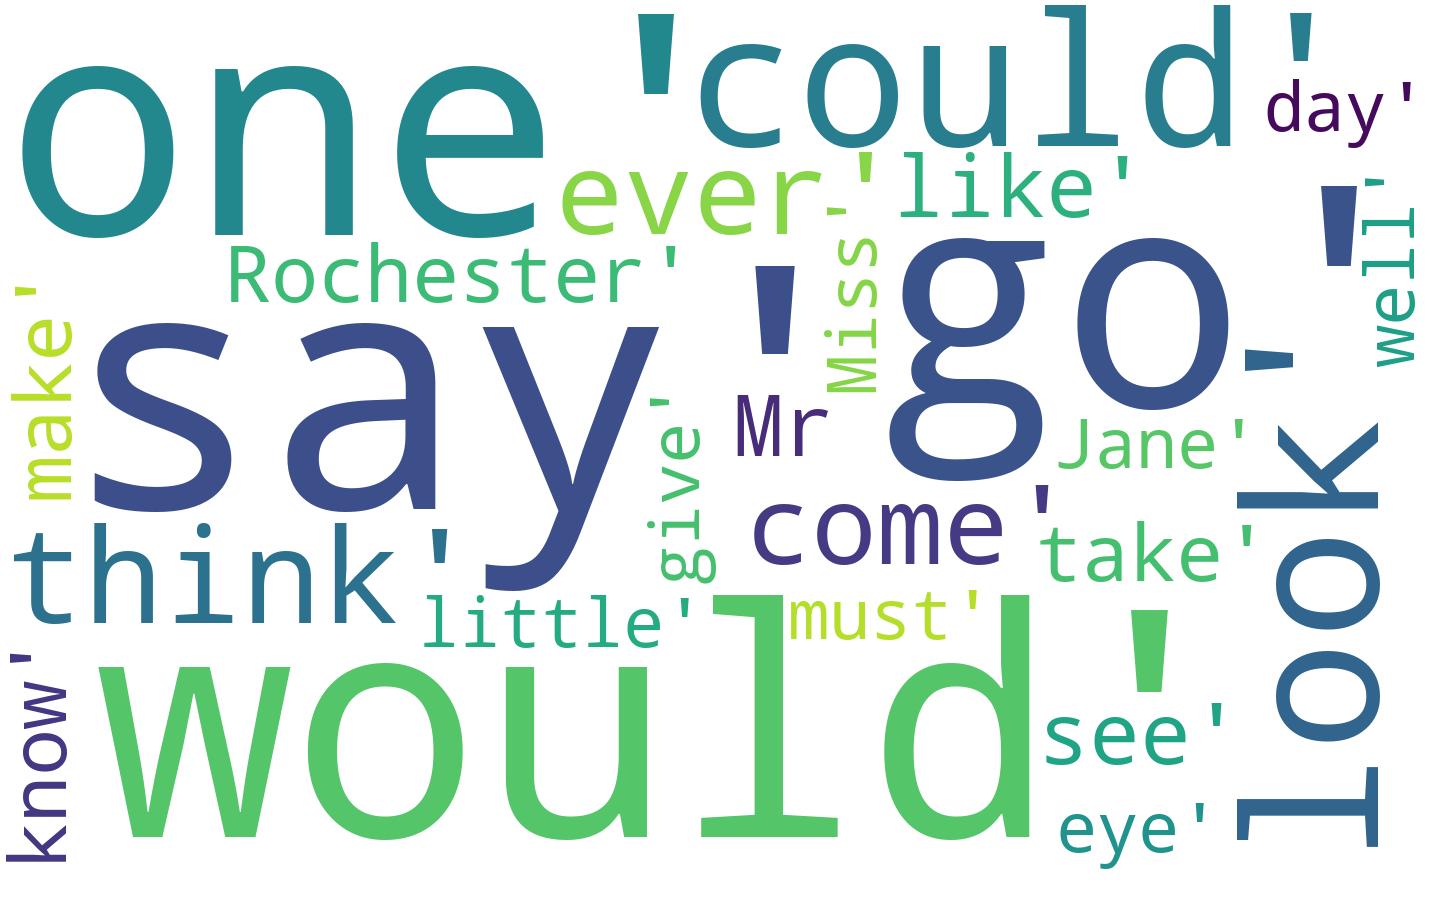 one'
could'
day'
ever'
like'
Rochester'
Miss'
well'
make'
say'
go'
Mr
give'
Jane'
look'
think'
come'
take'
little'
must'
know'
would'
see'
eye'